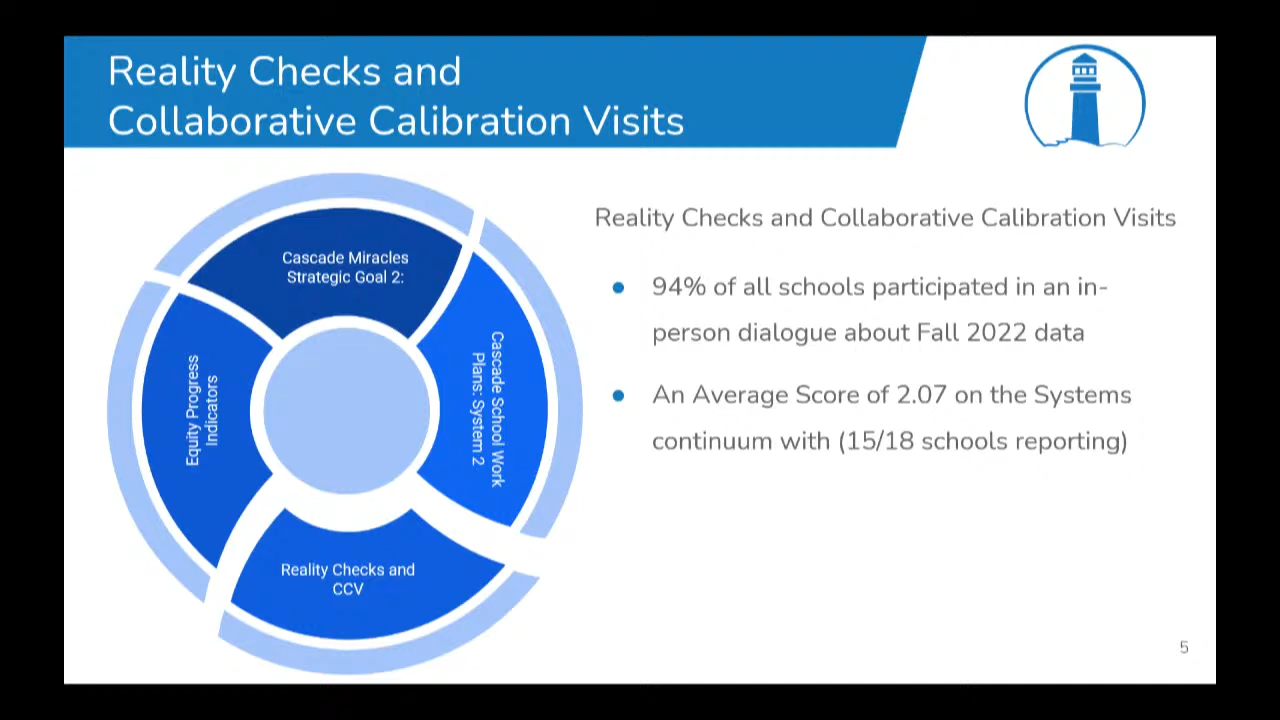 Reality Checks and
Collaborative Calibration Visits
Cascade Miracles
Strategic Goal 2:
Cascade School Work
Plans: System 2
Reality Checks and
CCV
Equity Progress
Indicators
Reality Checks and Collaborative Calibration Visits
• 94% of all schools participated in an in-
person dialogue about Fall 2022 data
• An Average Score of 2.07 on the Systems
continuum with (15/18 schools reporting)
5